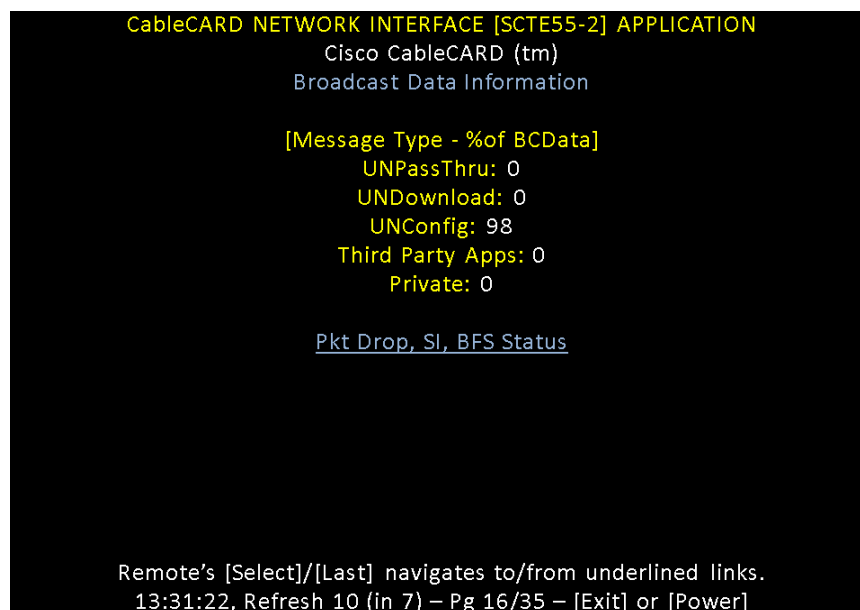 CableCARD NETWORK INTERFACE [SCTE55-2] APPLICATION
Cisco CableCARD (tm)
Broadcast Data Information
[Message Type - %of BCData]
UNPassThru: 0
UNDownload: 0
UNConfig: 98
Third Party Apps: 0
Private: 0
Pkt Drop, SI, BFS Status
Remote's [Select]/[Last] navigates to/from underlined links.
13:31:22, Refresh 10 (in 7) – Pg 16/35 – [Exit] or [Power]